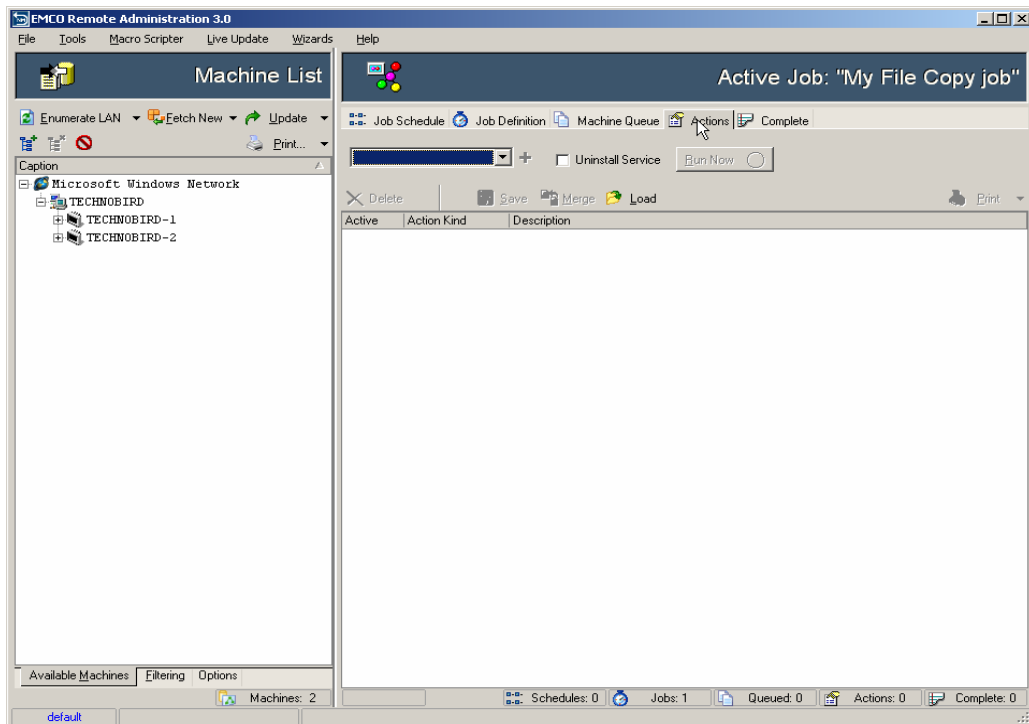 EMCO Remote Administration 3.0
File Tools Macro Scripter Live Update Wizards Help
Machine List
Active Job: "My File Copy job"
Enumerate LAN Fetch New Update
Job Schedule Job Definition Machine Queue Actions Complete
Print...
Uninstall Service Run Now
Caption
Microsoft Windows Network
TECHNOBIRD
TECHNOBIRD-1
TECHNOBIRD-2
Delete Save Merge Load Print
Active Action Kind Description
Available Machines Filtering Options
Machines: 2
Schedules: 0 Jobs: 1 Queued: 0 Actions: 0 Complete: 0
default